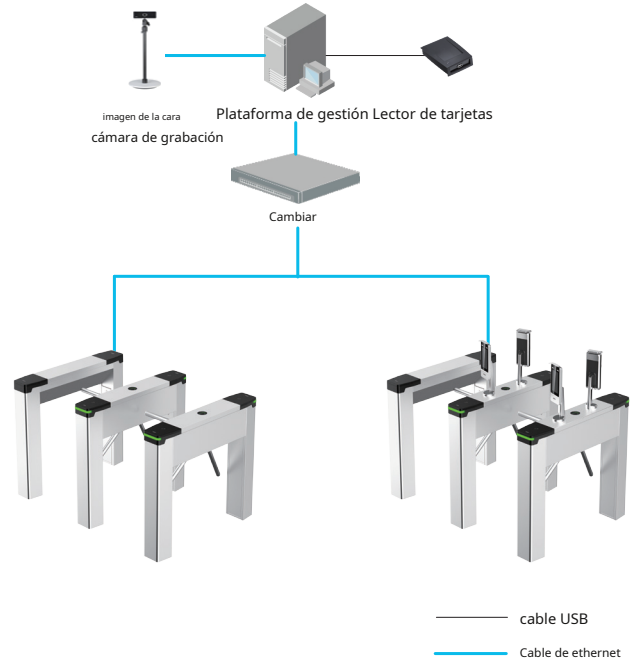 imagen de la cara
cámara de grabación
Plataforma de gestión Lector de tarjetas
Cambiar
cable USB
Cable de ethernet